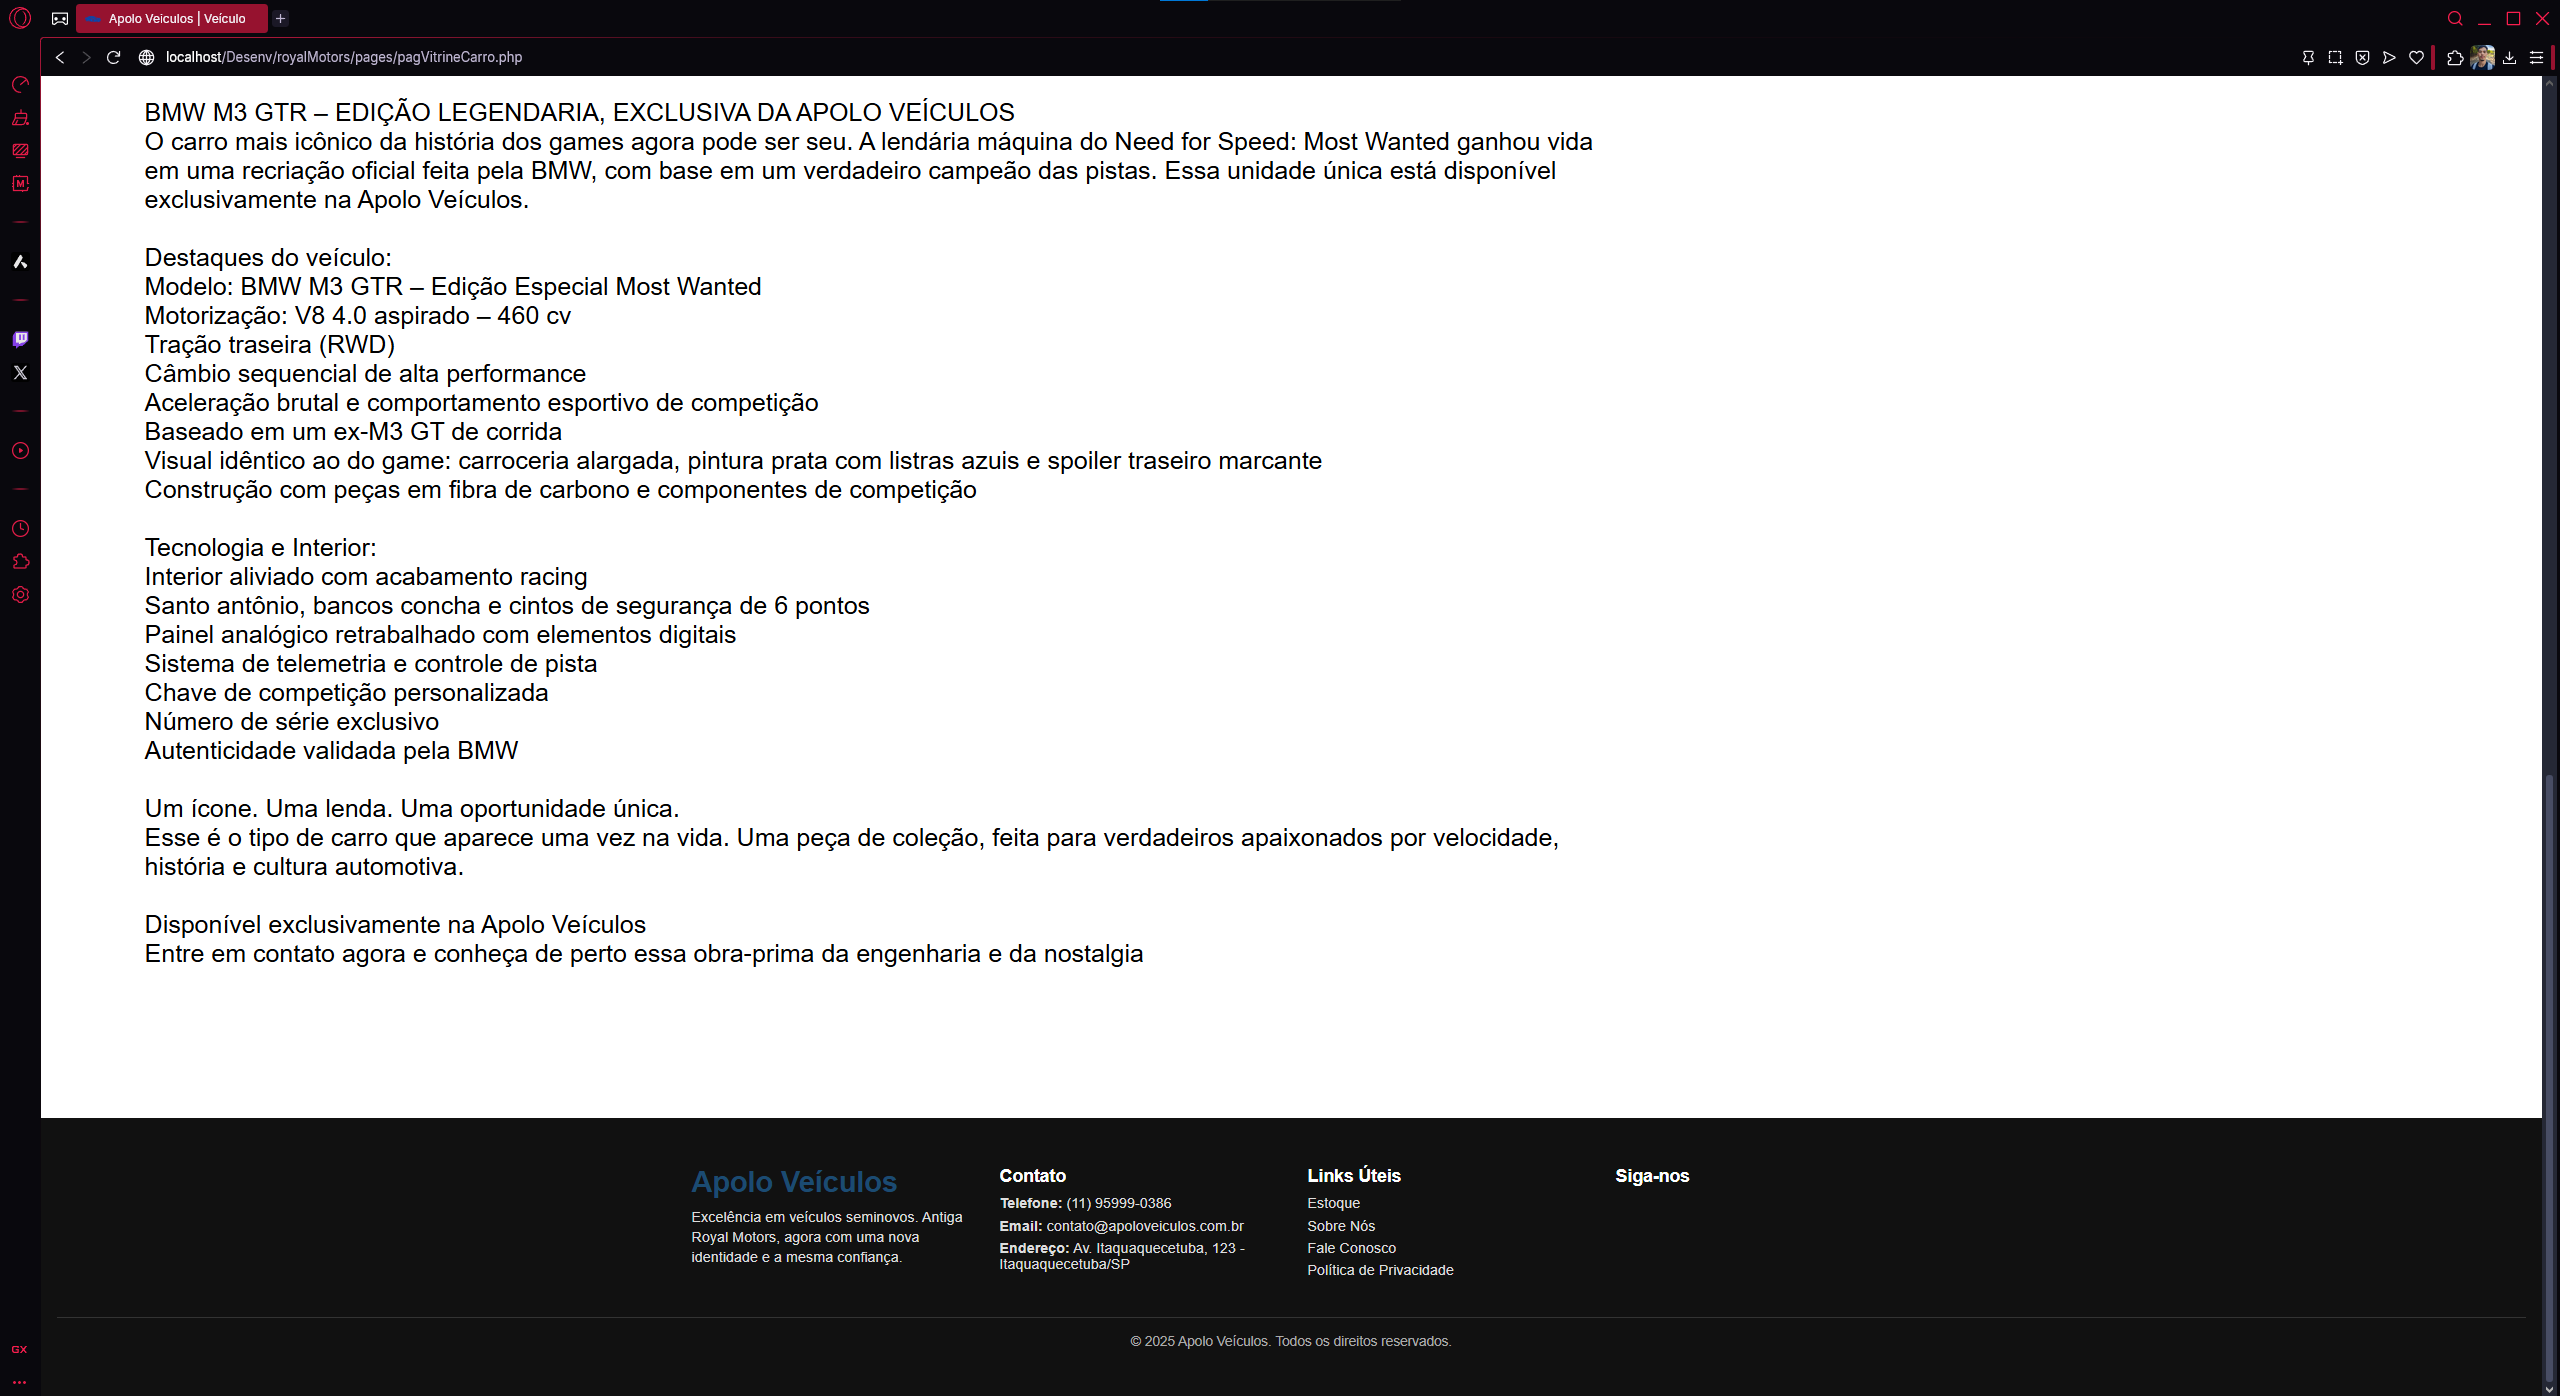 Apolo Veículos | Veículo
localhost/Desenv/royalMotors/pages/pagVitrineCarro.php
BMW M3 GTR – EDIÇÃO LEGENDARIA, EXCLUSIVA DA APOLO VEÍCULOS
O carro mais icônico da história dos games agora pode ser seu. A lendária máquina do Need for Speed: Most Wanted ganhou vida
em uma recriação oficial feita pela BMW, com base em um verdadeiro campeão das pistas. Essa unidade única está disponível
exclusivamente na Apolo Veículos.
Destaques do veículo:
Modelo: BMW M3 GTR – Edição Especial Most Wanted
Motorização: V8 4.0 aspirado – 460 cv
Tração traseira (RWD)
Câmbio sequencial de alta performance
Aceleração brutal e comportamento esportivo de competição
Baseado em um ex-M3 GT de corrida
Visual idêntico ao do game: carroceria alargada, pintura prata com listras azuis e spoiler traseiro marcante
Construção com peças em fibra de carbono e componentes de competição
Tecnologia e Interior:
Interior aliviado com acabamento racing
Santo antônio, bancos concha e cintos de segurança de 6 pontos
Painel analógico retrabalhado com elementos digitais
Sistema de telemetria e controle de pista
Chave de competição personalizada
Número de série exclusivo
Autenticidade validada pela BMW
Um ícone. Uma lenda. Uma oportunidade única.
Esse é o tipo de carro que aparece uma vez na vida. Uma peça de coleção, feita para verdadeiros apaixonados por velocidade,
história e cultura automotiva.
Disponível exclusivamente na Apolo Veículos
Entre em contato agora e conheça de perto essa obra-prima da engenharia e da nostalgia
Apolo Veículos
Excelência em veículos seminovos. Antiga
Royal Motors, agora com uma nova
identidade e a mesma confiança.
Contato
Telefone: (11) 95999-0386
Email: contato@apoloveiculos.com.br
Endereço: Av. Itaquaquecetuba, 123 -
Itaquaquecetuba/SP
Links Úteis
Estoque
Sobre Nós
Fale Conosco
Política de Privacidade
Siga-nos
GX
© 2025 Apolo Veículos. Todos os direitos reservados.